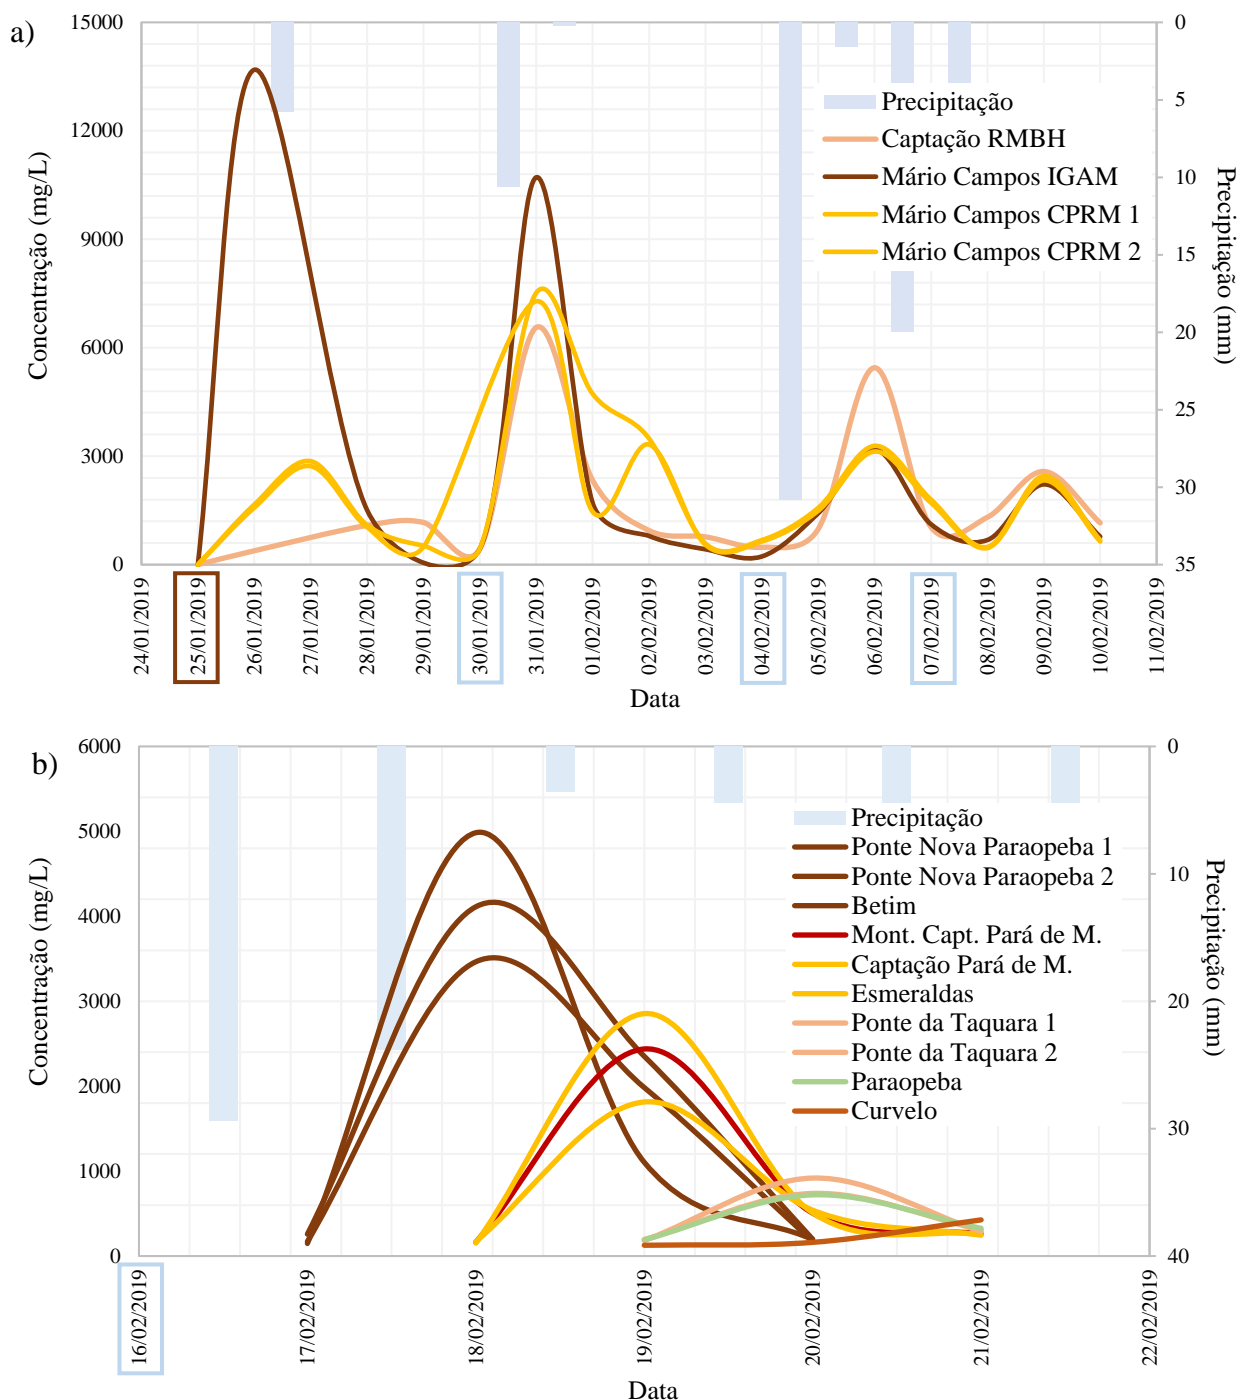 a)
Concentração (mg/L)
15000
12000
9000
6000
3000
0
0
5
10
15
20
25
30
35
Precipitação (mm)
Precipitação
Captação RMBH
Mário Campos IGAM
Mário Campos CPRM 1
Mário Campos CPRM 2
24/01/2019
25/01/2019
26/01/2019
27/01/2019
28/01/2019
29/01/2019
30/01/2019
31/01/2019
01/02/2019
02/02/2019
03/02/2019
04/02/2019
05/02/2019
06/02/2019
07/02/2019
08/02/2019
09/02/2019
10/02/2019
11/02/2019
Data
b)
Concentração (mg/L)
6000
5000
4000
3000
2000
1000
0
0
10
20
30
40
Precipitação (mm)
Precipitação
Ponte Nova Paraopeba 1
Ponte Nova Paraopeba 2
Betim
Mont. Capt. Pará de M.
Captação Pará de M.
Esmeraldas
Ponte da Taquara 1
Ponte da Taquara 2
Paraopeba
Curvelo
16/02/2019
17/02/2019
18/02/2019
19/02/2019
20/02/2019
21/02/2019
22/02/2019
Data